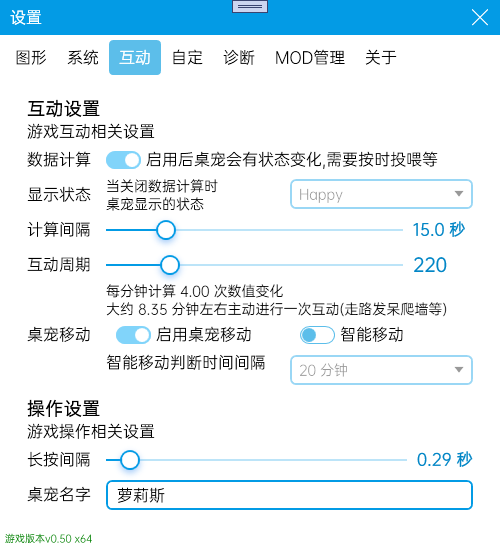 设置
图形 系统 互动 自定 诊断 MOD管理 关于
互动设置
游戏互动相关设置
数据计算 启用后桌宠会有状态变化,需要按时投喂等
显示状态 当关闭数据计算时
桌宠显示的状态 Happy
计算间隔 15.0 秒
互动周期 220
每分钟计算 4.00 次数值变化
大约 8.35 分钟左右主动进行一次互动(走路发呆爬墙等)
桌宠移动 启用桌宠移动 智能移动
智能移动判断时间间隔 20 分钟
操作设置
游戏操作相关设置
长按间隔 0.29 秒
桌宠名字 萝莉斯
游戏版本v0.50 x64